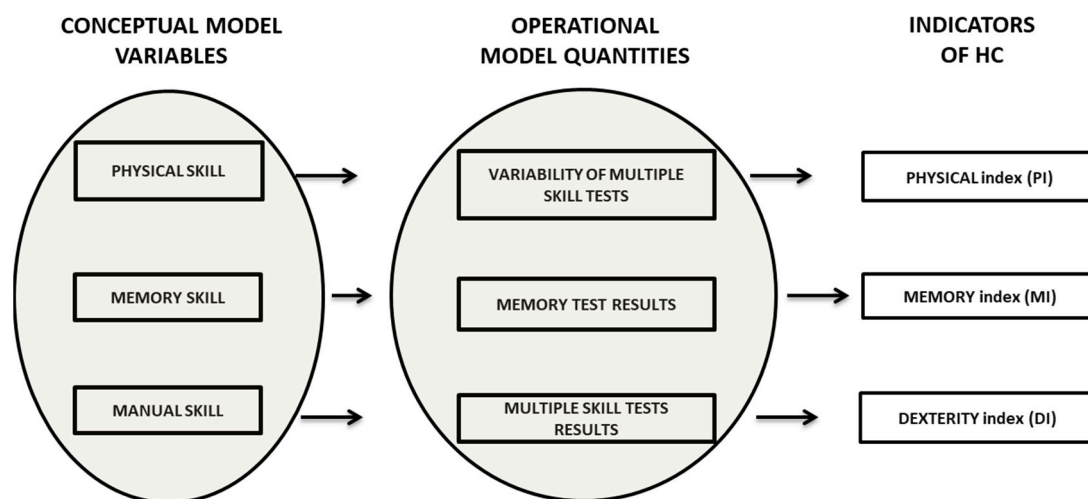 CONCEPTUAL MODEL
VARIABLES
OPERATIONAL
MODEL QUANTITIES
INDICATORS
OF HC
PHYSICAL SKILL
VARIABILITY OF MULTIPLE
SKILL TESTS
PHYSICAL index (PI)
MEMORY SKILL
MEMORY TEST RESULTS
MEMORY index (MI)
MANUAL SKILL
MULTIPLE SKILL TESTS
RESULTS
DEXTERITY index (DI)